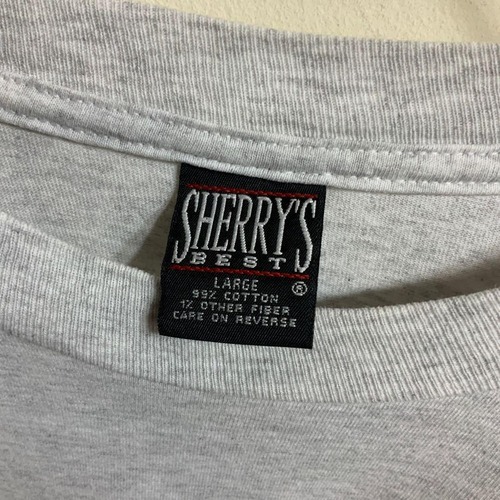 SHERRY'S
BEST
LARGE
®
99% COTTON
1% OTHER FIBER
CARE ON REVERSE